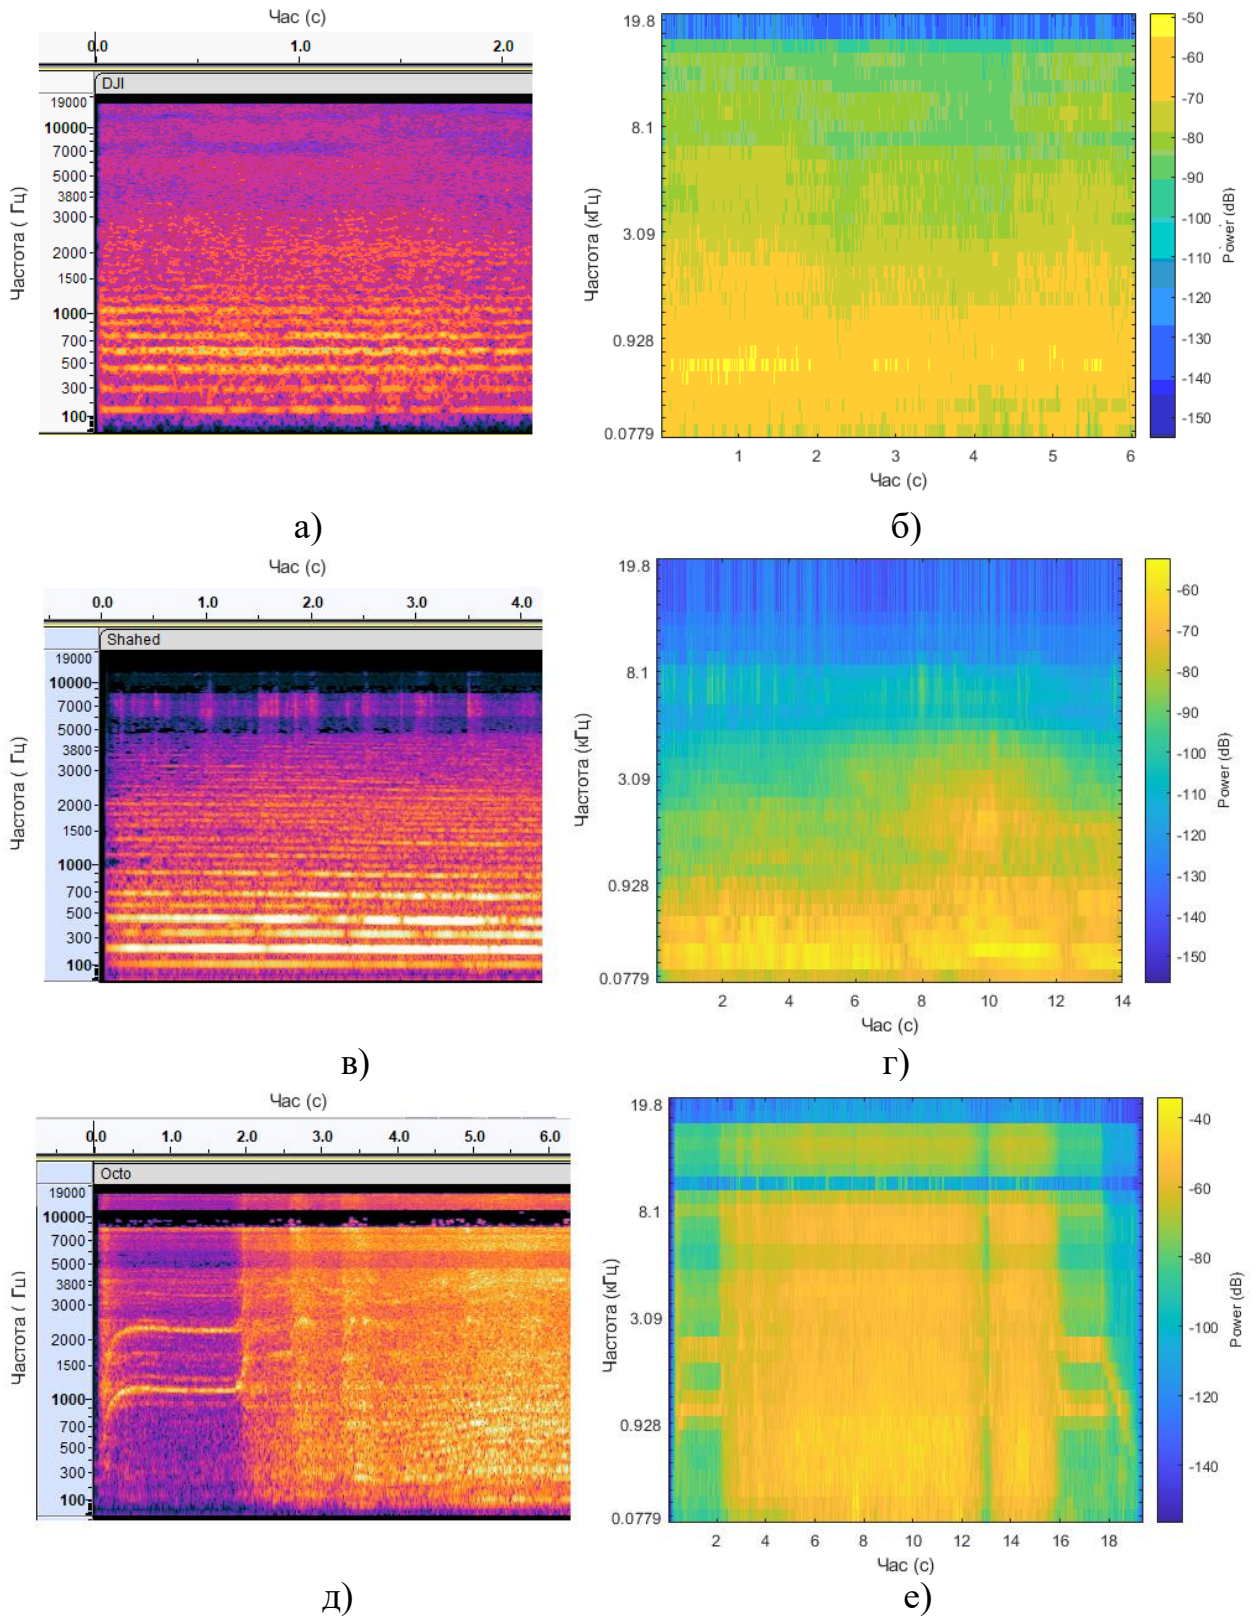 Час (с)
0.0 1.0 2.0
DJI
19000
10000
7000
5000
3800
3000
2000
1500
1000
700
500
300
100
Частота ( Гц)
19.8
8.1
3.09
0.928
0.0779
Частота (кГц)
1 2 3 4 5 6
Час (с)
-50
-60
-70
-80
-90
-100
-110
-120
-130
-140
-150
Power (dB)
а)
б)
Час (с)
0.0 1.0 2.0 3.0 4.0
Shahed
19000
10000
7000
5000
3800
3000
2000
1500
1000
700
500
300
100
Частота ( Гц)
19.8
8.1
3.09
0.928
0.0779
Частота (кГц)
2 4 6 8 10 12 14
Час (с)
-60
-70
-80
-90
-100
-110
-120
-130
-140
-150
Power (dB)
в)
г)
Час (с)
0.0 1.0 2.0 3.0 4.0 5.0 6.0
Octo
19000
10000
7000
5000
3800
3000
2000
1500
1000
700
500
300
100
Частота ( Гц)
19.8
8.1
3.09
0.928
0.0779
Частота (кГц)
2 4 6 8 10 12 14 16 18
Час (с)
-40
-60
-80
-100
-120
-140
Power (dB)
д)
е)